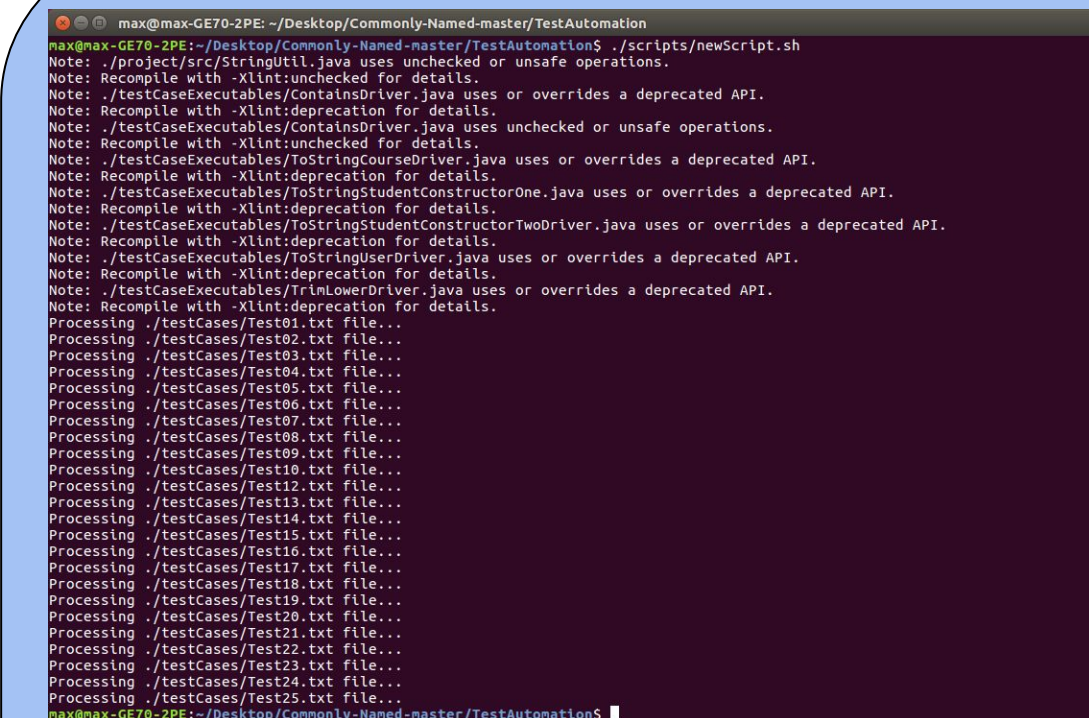 max@max-GE70-2PE: ~/Desktop/Commonly-Named-master/TestAutomation
max@max-GE70-2PE:~/Desktop/Commonly-Named-master/TestAutomation$ ./scripts/newScript.sh
Note: ./project/src/StringUtil.java uses unchecked or unsafe operations.
Note: Recompile with -Xlint:unchecked for details.
Note: ./testCaseExecutables/ContainsDriver.java uses or overrides a deprecated API.
Note: Recompile with -Xlint:deprecation for details.
Note: ./testCaseExecutables/ContainsDriver.java uses unchecked or unsafe operations.
Note: Recompile with -Xlint:unchecked for details.
Note: ./testCaseExecutables/ToStringCourseDriver.java uses or overrides a deprecated API.
Note: Recompile with -Xlint:deprecation for details.
Note: ./testCaseExecutables/ToStringStudentConstructorOne.java uses or overrides a deprecated API.
Note: Recompile with -Xlint:deprecation for details.
Note: ./testCaseExecutables/ToStringStudentConstructorTwoDriver.java uses or overrides a deprecated API.
Note: Recompile with -Xlint:deprecation for details.
Note: ./testCaseExecutables/ToStringUserDriver.java uses or overrides a deprecated API.
Note: Recompile with -Xlint:deprecation for details.
Note: ./testCaseExecutables/TrimLowerDriver.java uses or overrides a deprecated API.
Note: Recompile with -Xlint:deprecation for details.
Processing ./testCases/Test01.txt file...
Processing ./testCases/Test02.txt file...
Processing ./testCases/Test03.txt file...
Processing ./testCases/Test04.txt file...
Processing ./testCases/Test05.txt file...
Processing ./testCases/Test06.txt file...
Processing ./testCases/Test07.txt file...
Processing ./testCases/Test08.txt file...
Processing ./testCases/Test09.txt file...
Processing ./testCases/Test10.txt file...
Processing ./testCases/Test12.txt file...
Processing ./testCases/Test13.txt file...
Processing ./testCases/Test14.txt file...
Processing ./testCases/Test15.txt file...
Processing ./testCases/Test16.txt file...
Processing ./testCases/Test17.txt file...
Processing ./testCases/Test18.txt file...
Processing ./testCases/Test19.txt file...
Processing ./testCases/Test20.txt file...
Processing ./testCases/Test21.txt file...
Processing ./testCases/Test22.txt file...
Processing ./testCases/Test23.txt file...
Processing ./testCases/Test24.txt file...
Processing ./testCases/Test25.txt file...
max@max-GE70-2PE:~/Desktop/Commonly-Named-master/TestAutomation$